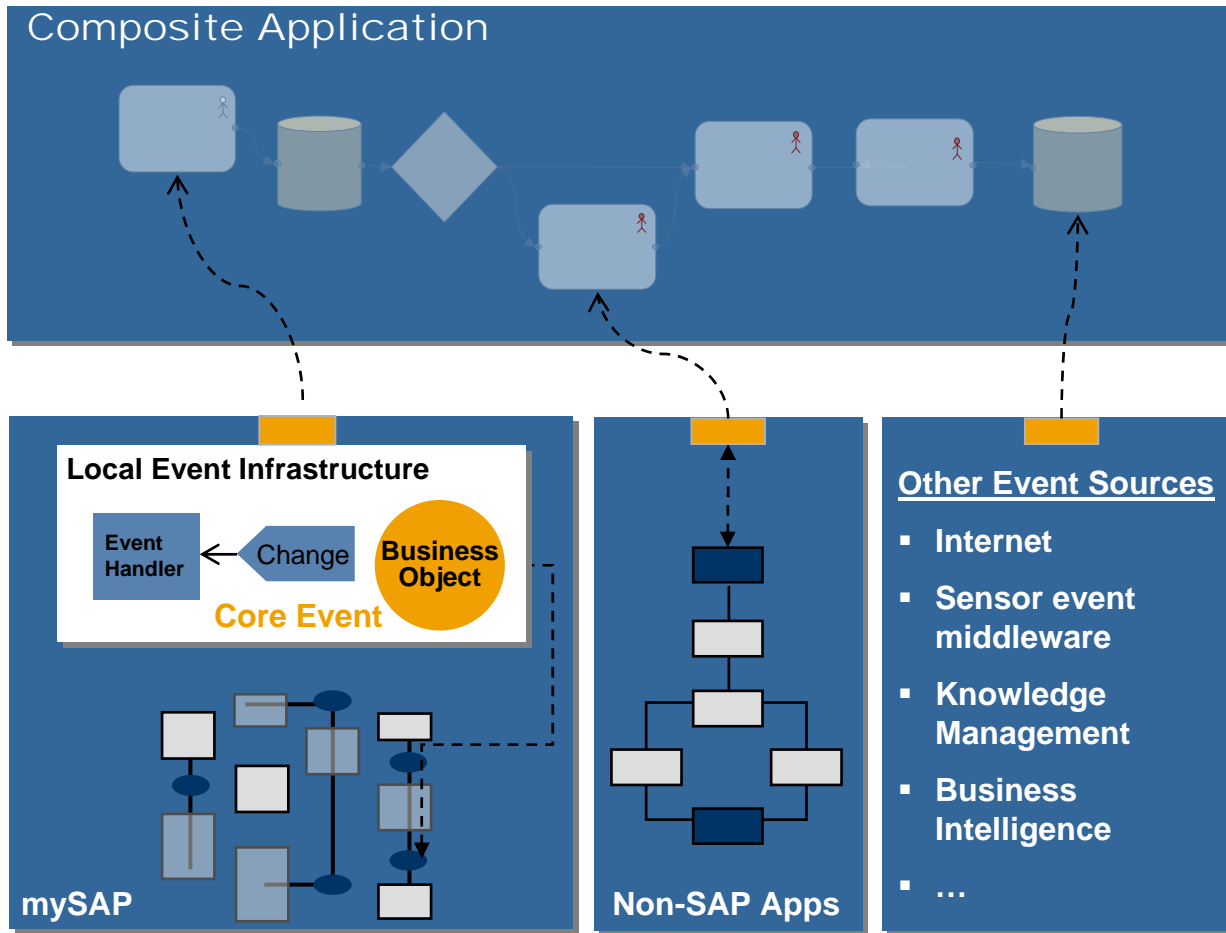 Composite Application
Local Event Infrastructure
Event
Handler
Change
Business
Object
Core Event
mySAP
Non-SAP Apps
Other Event Sources
▪ Internet
▪ Sensor event
middleware
▪ Knowledge
Management
▪ Business
Intelligence
▪ …